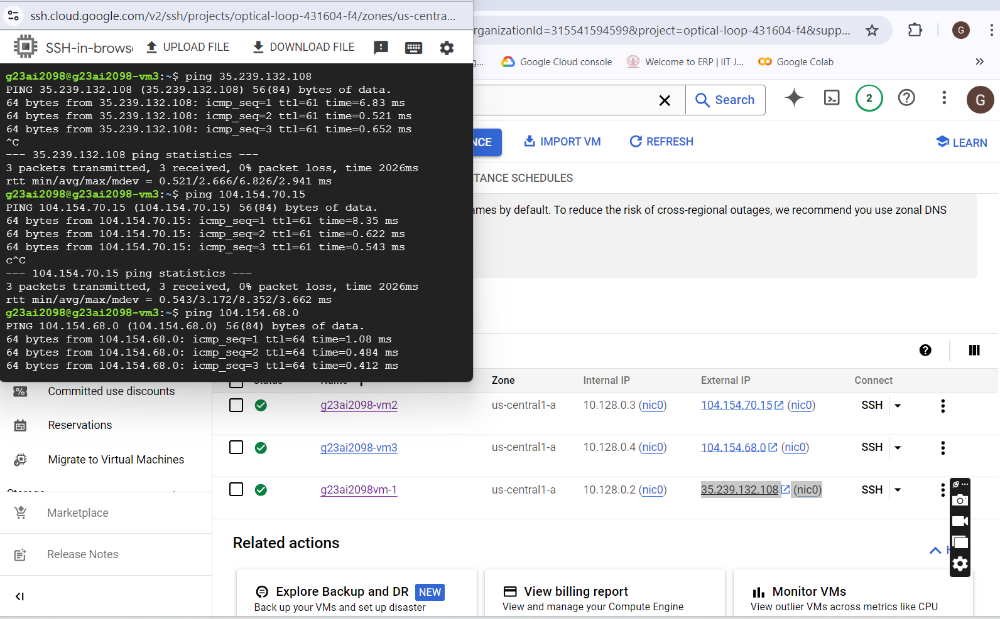 ssh.cloud.google.com/v2/ssh/projects/optical-loop-431604-f4/zones/us-centra...
SSH-in-brows
UPLOAD FILE
DOWNLOAD FILE
g23ai2098@g23ai2098-vm3:~$ ping 35.239.132.108
PING 35.239.132.108 (35.239.132.108) 56(84) bytes of data.
64 bytes from 35.239.132.108: icmp_seq=1 ttl=61 time=6.83 ms
64 bytes from 35.239.132.108: icmp_seq=2 ttl=61 time=0.521 ms
64 bytes from 35.239.132.108: icmp_seq=3 ttl=61 time=0.652 ms
^C
--- 35.239.132.108 ping statistics ---
3 packets transmitted, 3 received, 0% packet loss, time 2026ms
rtt min/avg/max/mdev = 0.521/2.666/6.826/2.941 ms
g23ai2098@g23ai2098-vm3:~$ ping 104.154.70.15
PING 104.154.70.15 (104.154.70.15) 56(84) bytes of data.
64 bytes from 104.154.70.15: icmp_seq=1 ttl=61 time=8.35 ms
64 bytes from 104.154.70.15: icmp_seq=2 ttl=61 time=0.622 ms
64 bytes from 104.154.70.15: icmp_seq=3 ttl=61 time=0.543 ms
c^C
--- 104.154.70.15 ping statistics ---
3 packets transmitted, 3 received, 0% packet loss, time 2026ms
rtt min/avg/max/mdev = 0.543/3.172/8.352/3.662 ms
g23ai2098@g23ai2098-vm3:~$ ping 104.154.68.0
PING 104.154.68.0 (104.154.68.0) 56(84) bytes of data.
64 bytes from 104.154.68.0: icmp_seq=1 ttl=64 time=1.08 ms
64 bytes from 104.154.68.0: icmp_seq=2 ttl=64 time=0.484 ms
64 bytes from 104.154.68.0: icmp_seq=3 ttl=64 time=0.412 ms
rganizationId=315541594599&project=optical-loop-431604-f4&supp...
G
g...
Google Cloud console
Welcome to ERP | IIT J...
Google Colab
Search
2
G
NCE
IMPORT VM
REFRESH
LEARN
TANCE SCHEDULES
ames by default. To reduce the risk of cross-regional outages, we recommend you use zonal DNS
Status Name Zone Internal IP External IP Connect
g23ai2098-vm2 us-central1-a 10.128.0.3 (nic0) 104.154.70.15 (nic0) SSH
g23ai2098-vm3 us-central1-a 10.128.0.4 (nic0) 104.154.68.0 (nic0) SSH
g23ai2098vm-1 us-central1-a 10.128.0.2 (nic0) 35.239.132.108 (nic0) SSH
Committed use discounts
Reservations
Migrate to Virtual Machines
Storage
Marketplace
Release Notes
Related actions
Explore Backup and DR NEW
Back up your VMs and set up disaster
View billing report
View and manage your Compute Engine
Monitor VMs
View outlier VMs across metrics like CPU